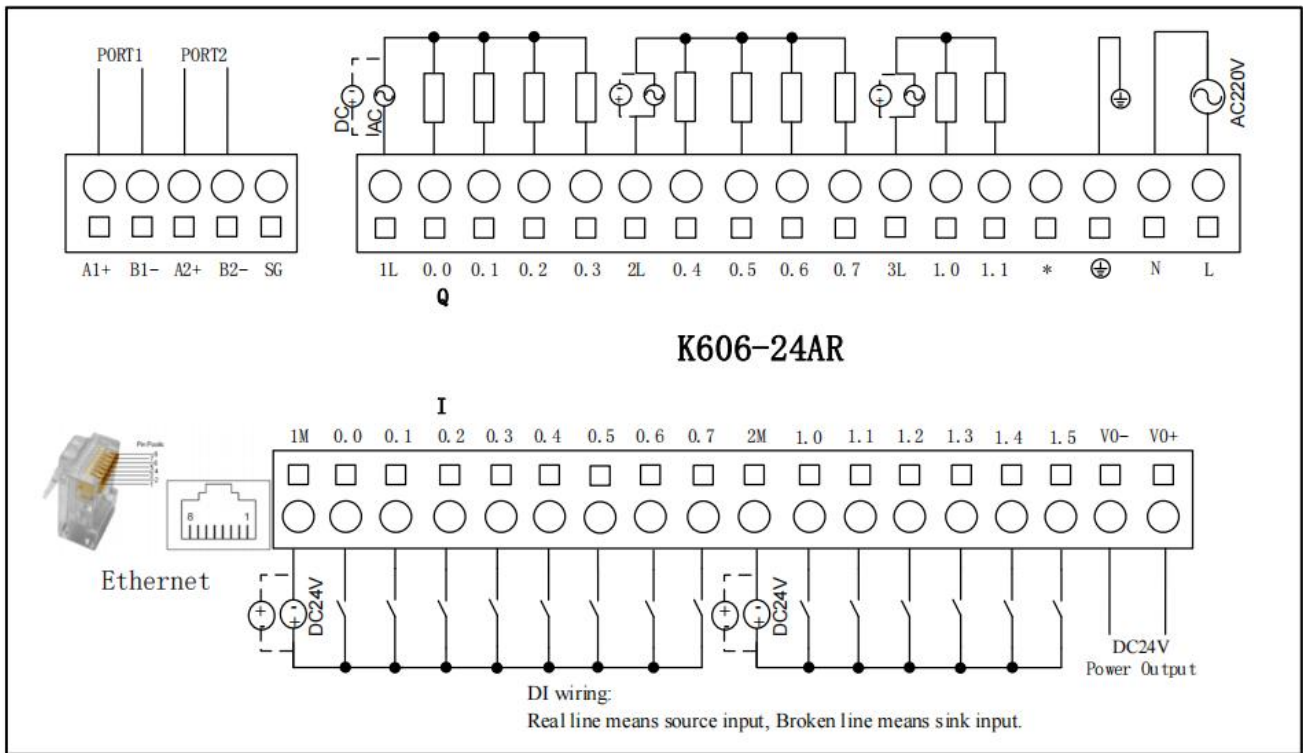 PORT1 PORT2
DC
AC
AC220V
A1+ B1- A2+ B2- SG
1L 0.0 0.1 0.2 0.3 2L 0.4 0.5 0.6 0.7 3L 1.0 1.1 * N L
Q
K606-24AR
I
1M 0.0 0.1 0.2 0.3 0.4 0.5 0.6 0.7 2M 1.0 1.1 1.2 1.3 1.4 1.5 V0- V0+
8 1
Ethernet
DC24V
DC24V
DC24V
Power Output
DI wiring:
Real line means source input, Broken line means sink input.